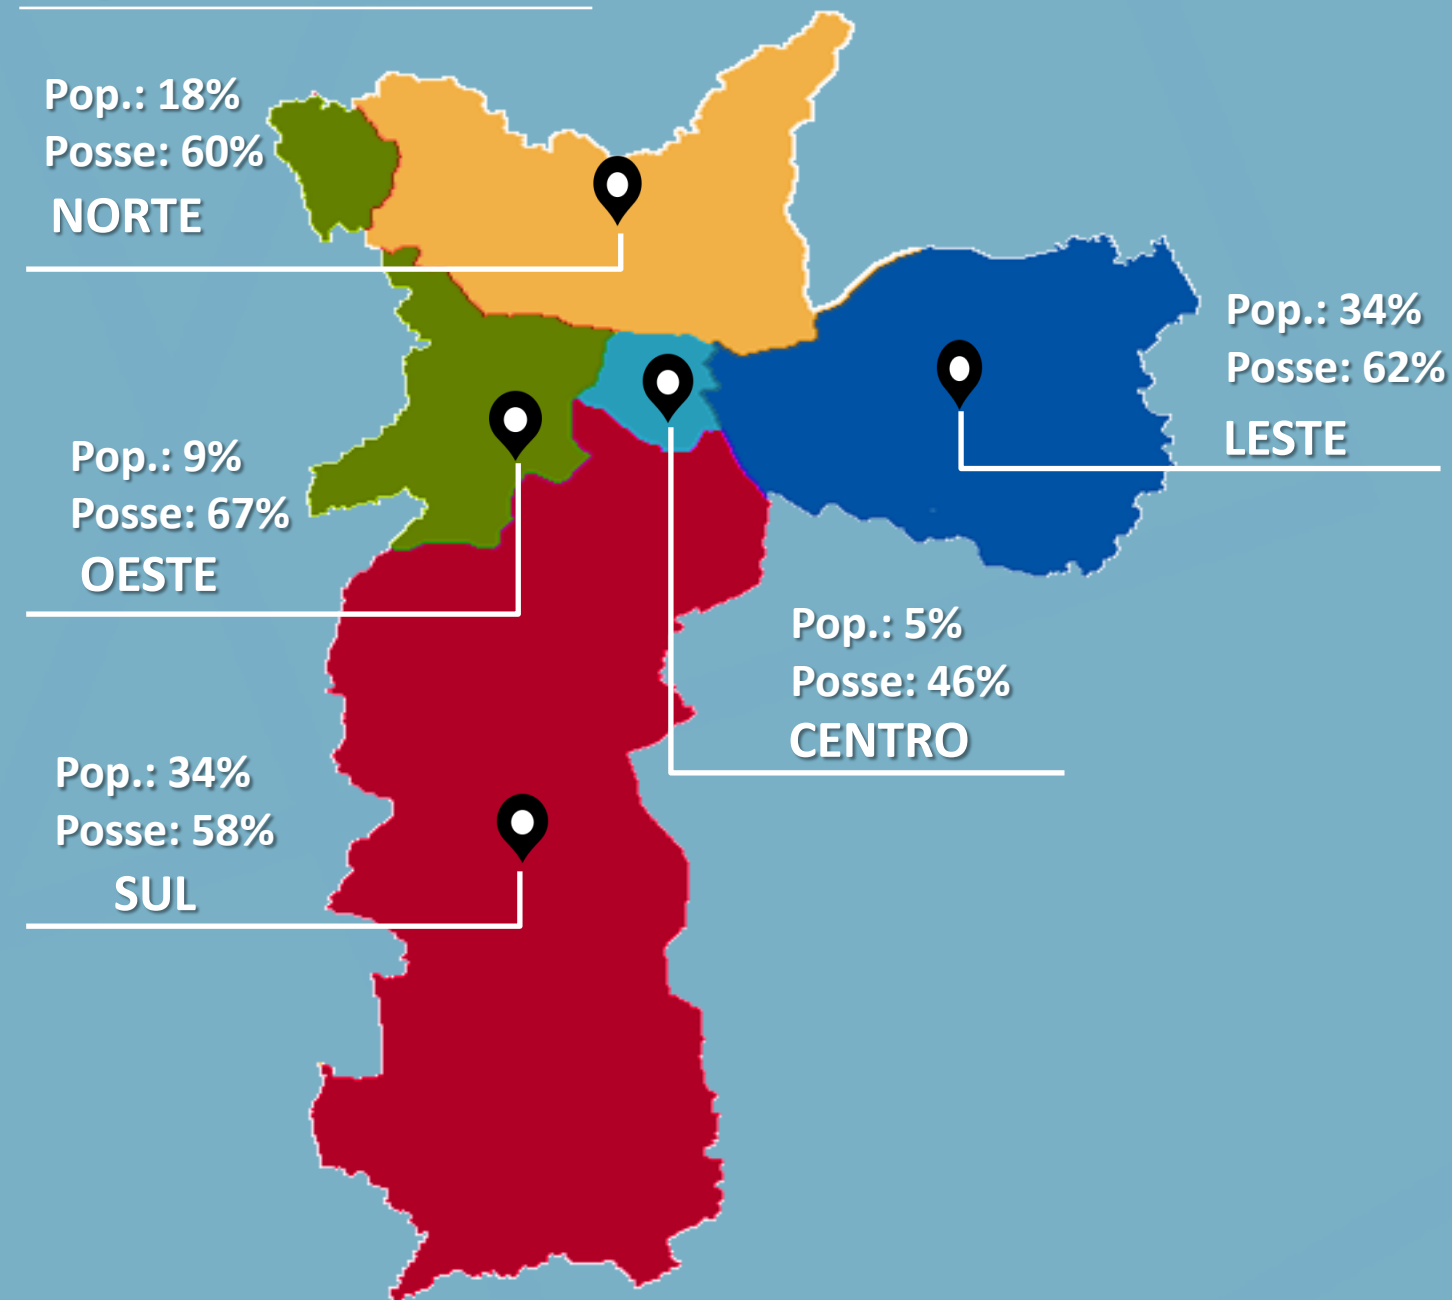 Pop.: 18%
Posse: 60%
NORTE
Pop.: 34%
Posse: 62%
LESTE
Pop.: 9%
Posse: 67%
OESTE
Pop.: 5%
Posse: 46%
CENTRO
Pop.: 34%
Posse: 58%
SUL